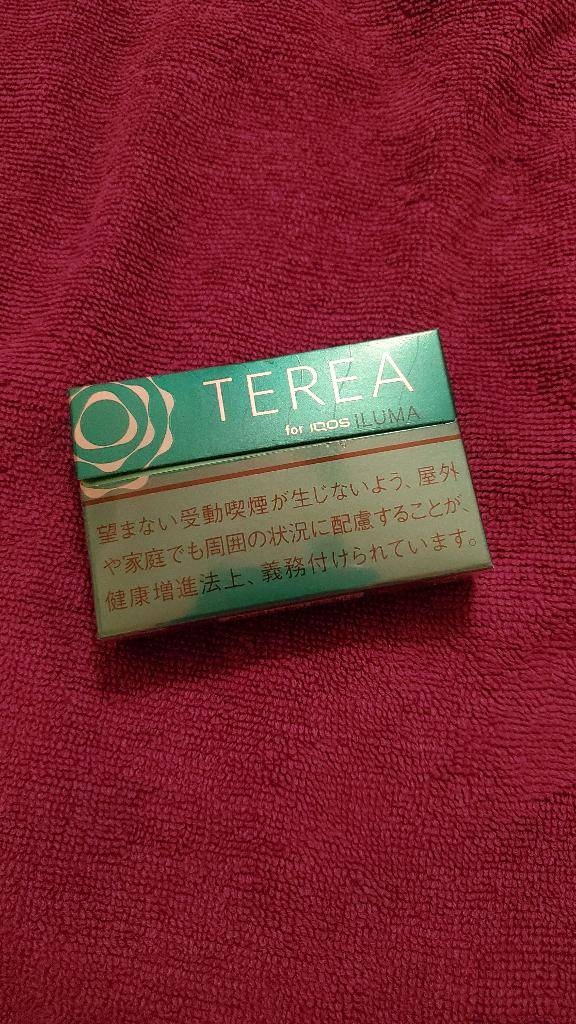 TEREA
for IQOS ILUMA
望まない受動喫煙が生じないよう、屋外
や家庭でも周囲の状況に配慮することが、
健康増進法上、義務付けられています。